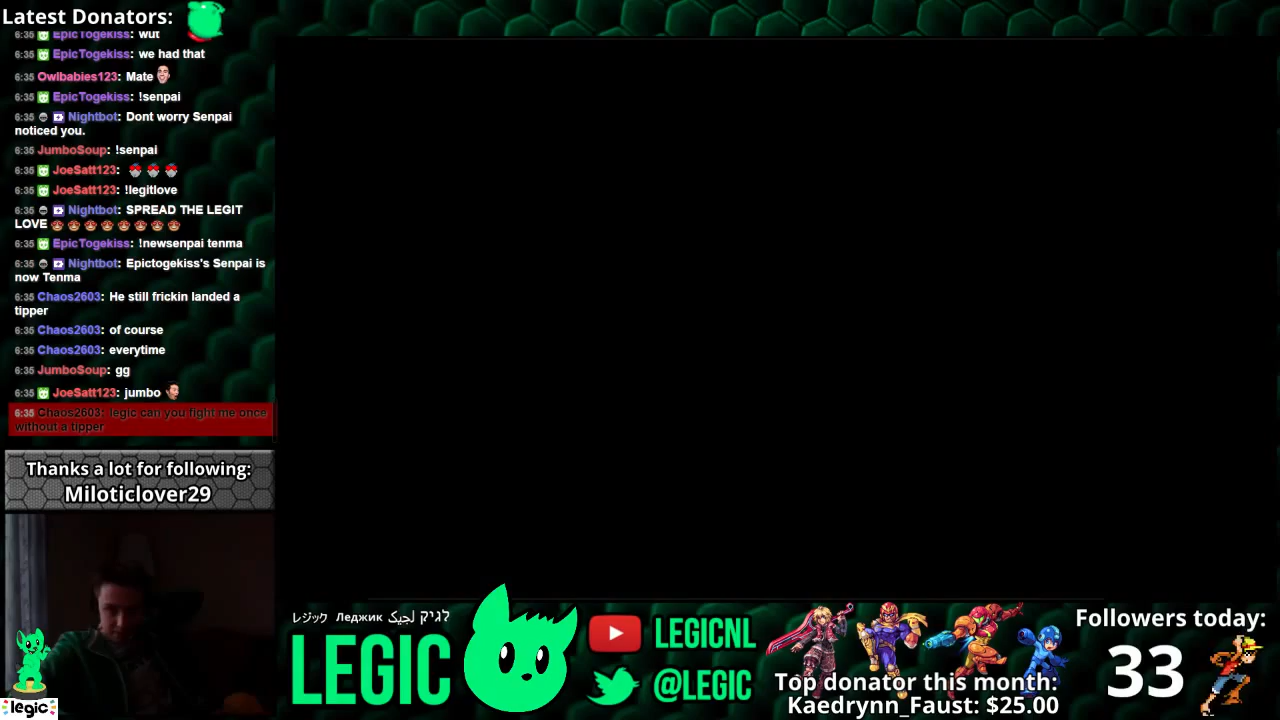 Latest Donators:
6:35 EpicTogekiss: wut
6:35 EpicTogekiss: we had that
6:35 Owlbabies123: Mate
6:35 EpicTogekiss: !senpai
6:35 Nightbot: Dont worry Senpai
noticed you.
6:35 JumboSoup: !senpai
6:35 JoeSatt123:
6:35 JoeSatt123: !legitlove
6:35 Nightbot: SPREAD THE LEGIT
LOVE
6:35 EpicTogekiss: !newsenpai tenma
6:35 Nightbot: Epictogekiss's Senpai is
now Tenma
6:35 Chaos2603: He still frickin landed a
tipper
6:35 Chaos2603: of course
6:35 Chaos2603: everytime
6:35 JumboSoup: gg
6:35 JoeSatt123: jumbo
6:35 Chaos2603: legic can you fight me once
without a tipper
Thanks a lot for following:
Miloticlover29
legic
レジック Леджик لجيک לגיק
LEGIC
LEGICNL
@LEGIC
Top donator this month:
Kaedrynn_Faust: $25.00
Followers today:
33